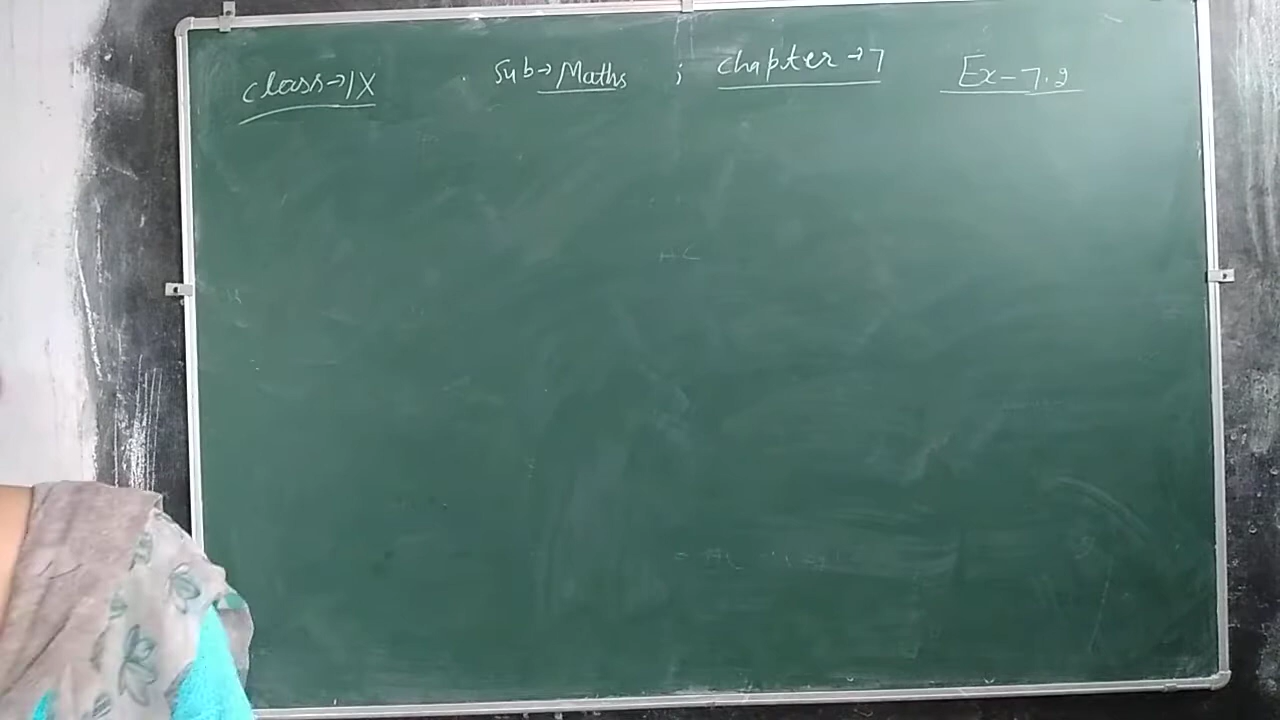 class→IX sub→Maths ; chapter→7 Ex-7.2